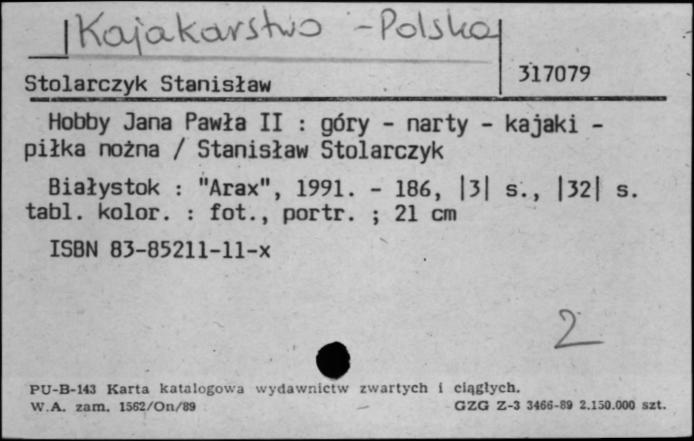 Kajakarstwo - Polska
Stolarczyk Stanisław
317079
Hobby Jana Pawła II : góry - narty - kajaki -
piłka nożna / Stanisław Stolarczyk
Białystok : "Arax", 1991. - 186, |3| s., |32| s.
tabl. kolor. : fot., portr. ; 21 cm
ISBN 83-85211-11-x
2
PU-B-143 Karta katalogowa wydawnictw zwartych i ciągłych.
W.A. zam. 1562/On/89 GZG Z-3 3466-89 2.150.000 szt.